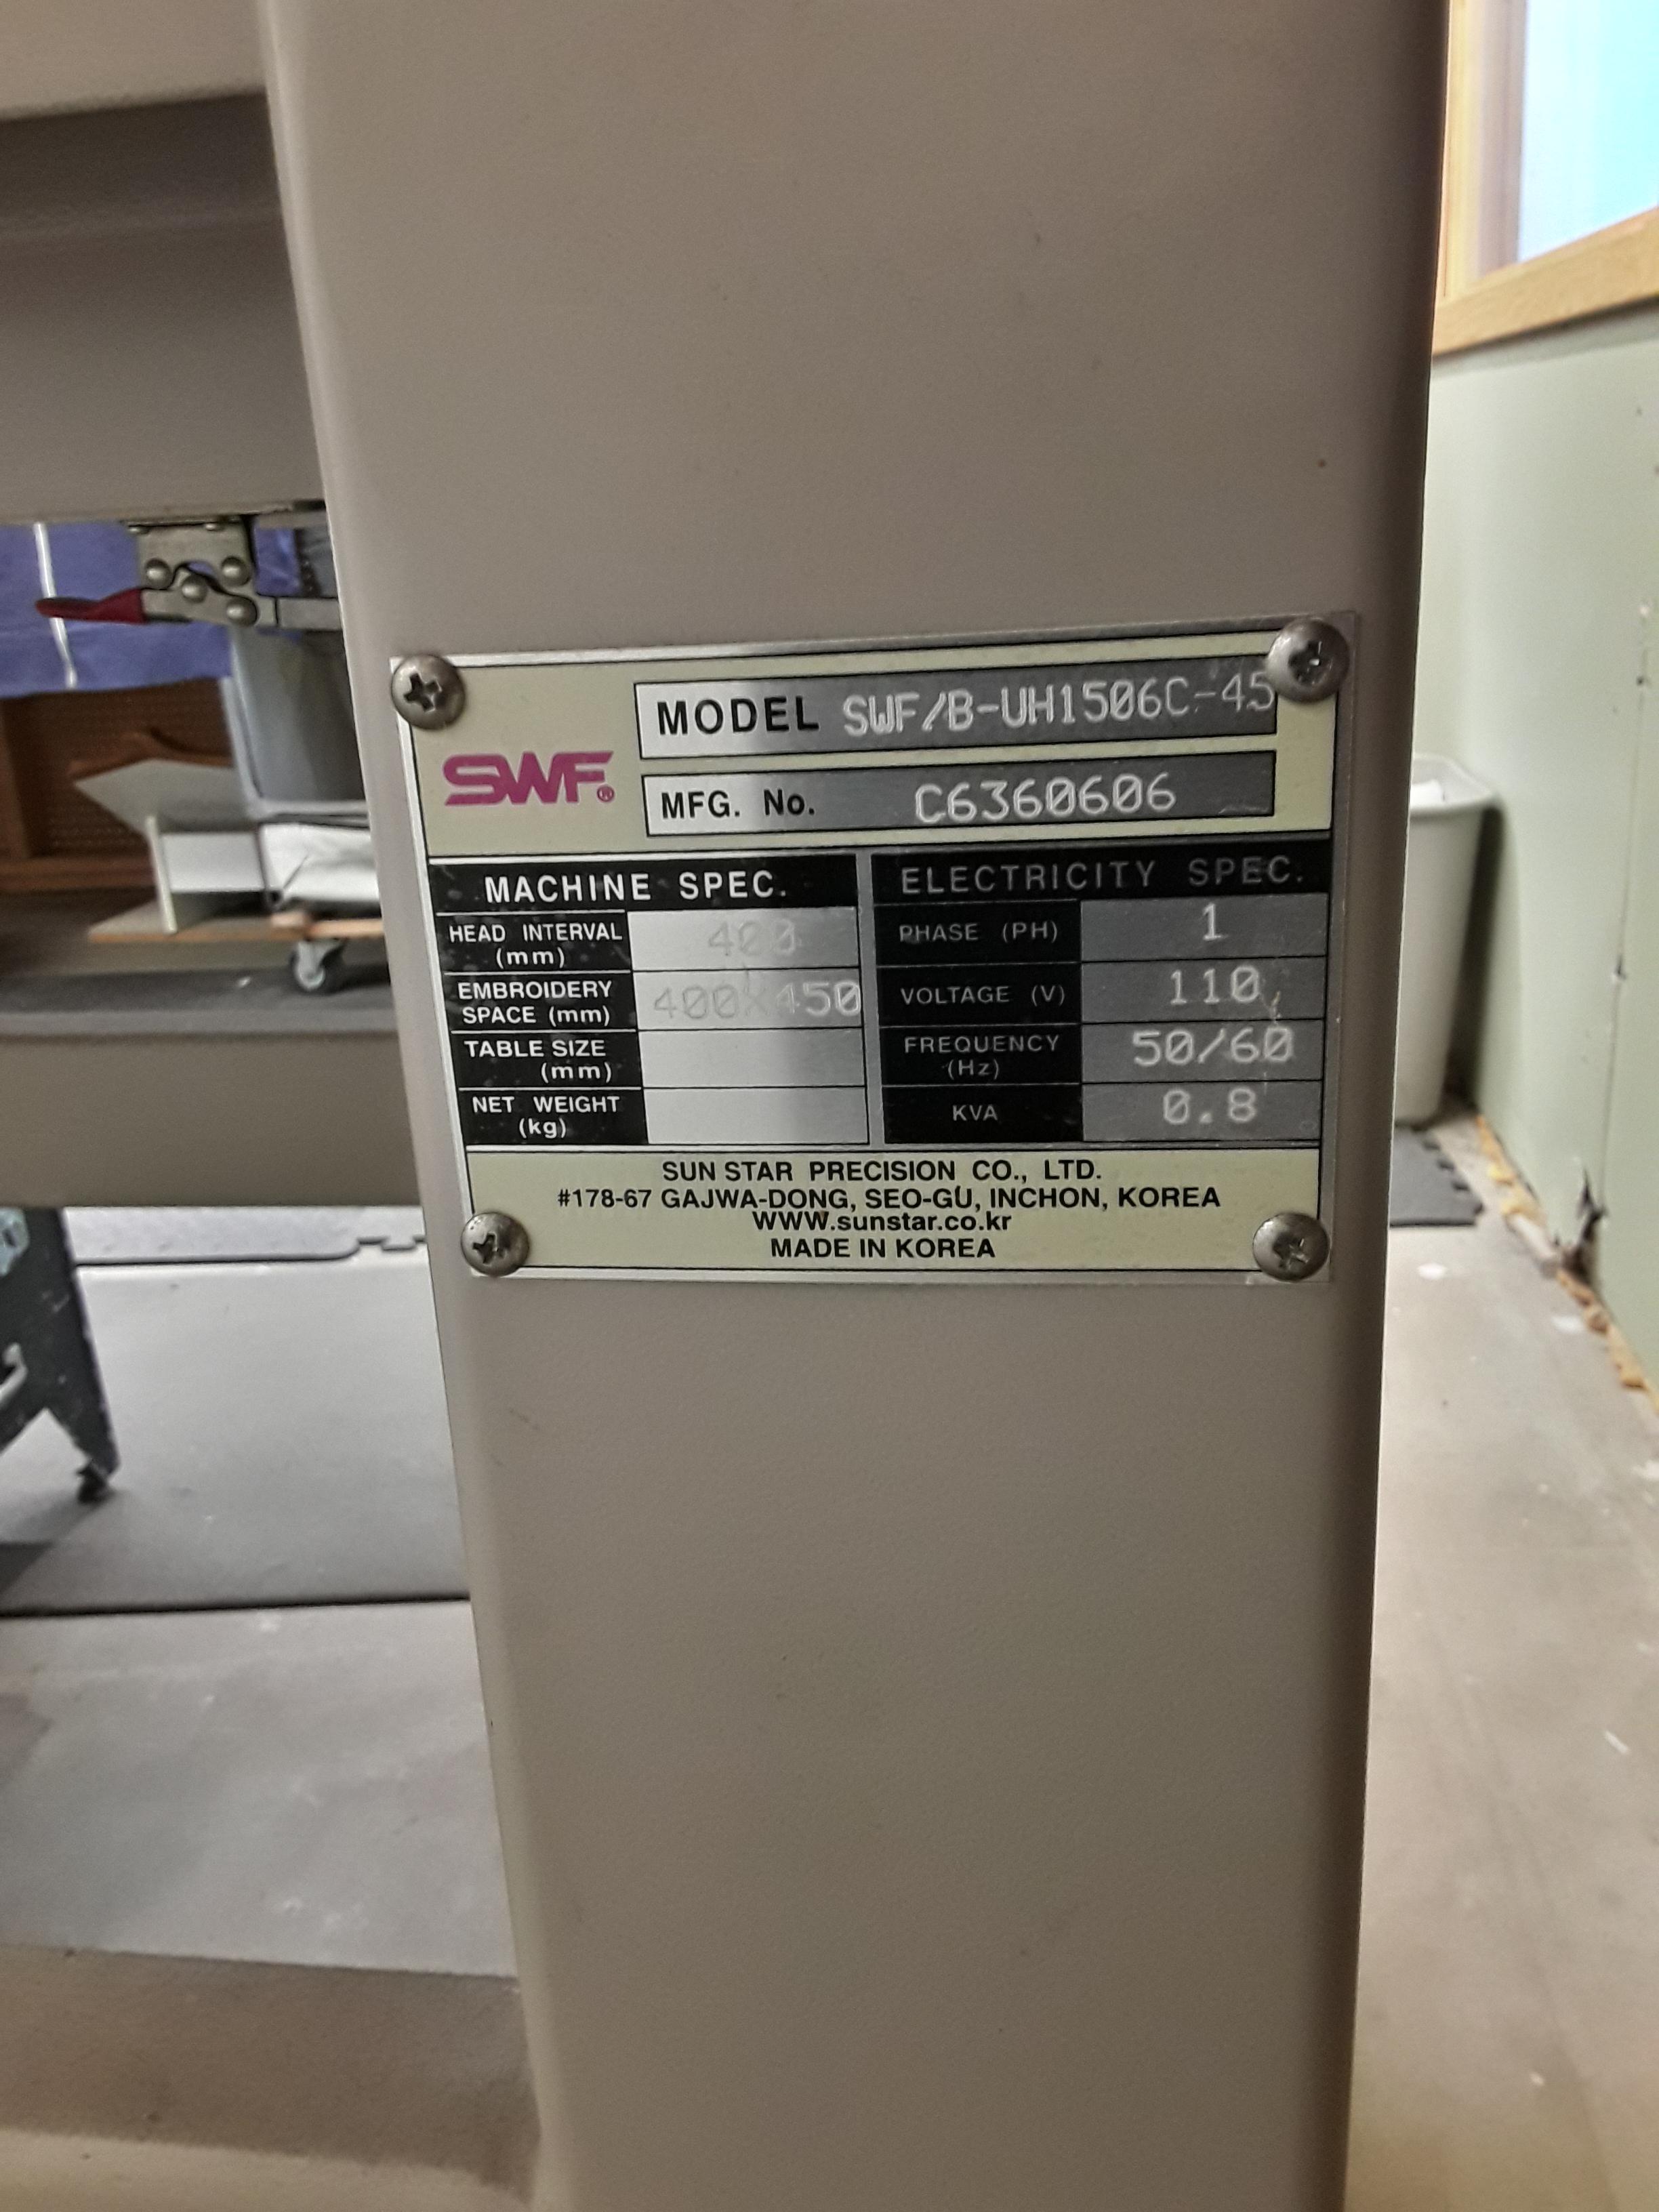 SWF®
MODEL SWF/B-UH1506C-45
MFG. No. C6360606
MACHINE SPEC.
HEAD INTERVAL (mm) 400
EMBROIDERY SPACE (mm) 400X450
TABLE SIZE (mm)
NET WEIGHT (kg)
ELECTRICITY SPEC.
PHASE (PH) 1
VOLTAGE (V) 110
FREQUENCY (Hz) 50/60
KVA 0.8
SUN STAR PRECISION CO., LTD.
#178-67 GAJWA-DONG, SEO-GU, INCHON, KOREA
WWW.sunstar.co.kr
MADE IN KOREA